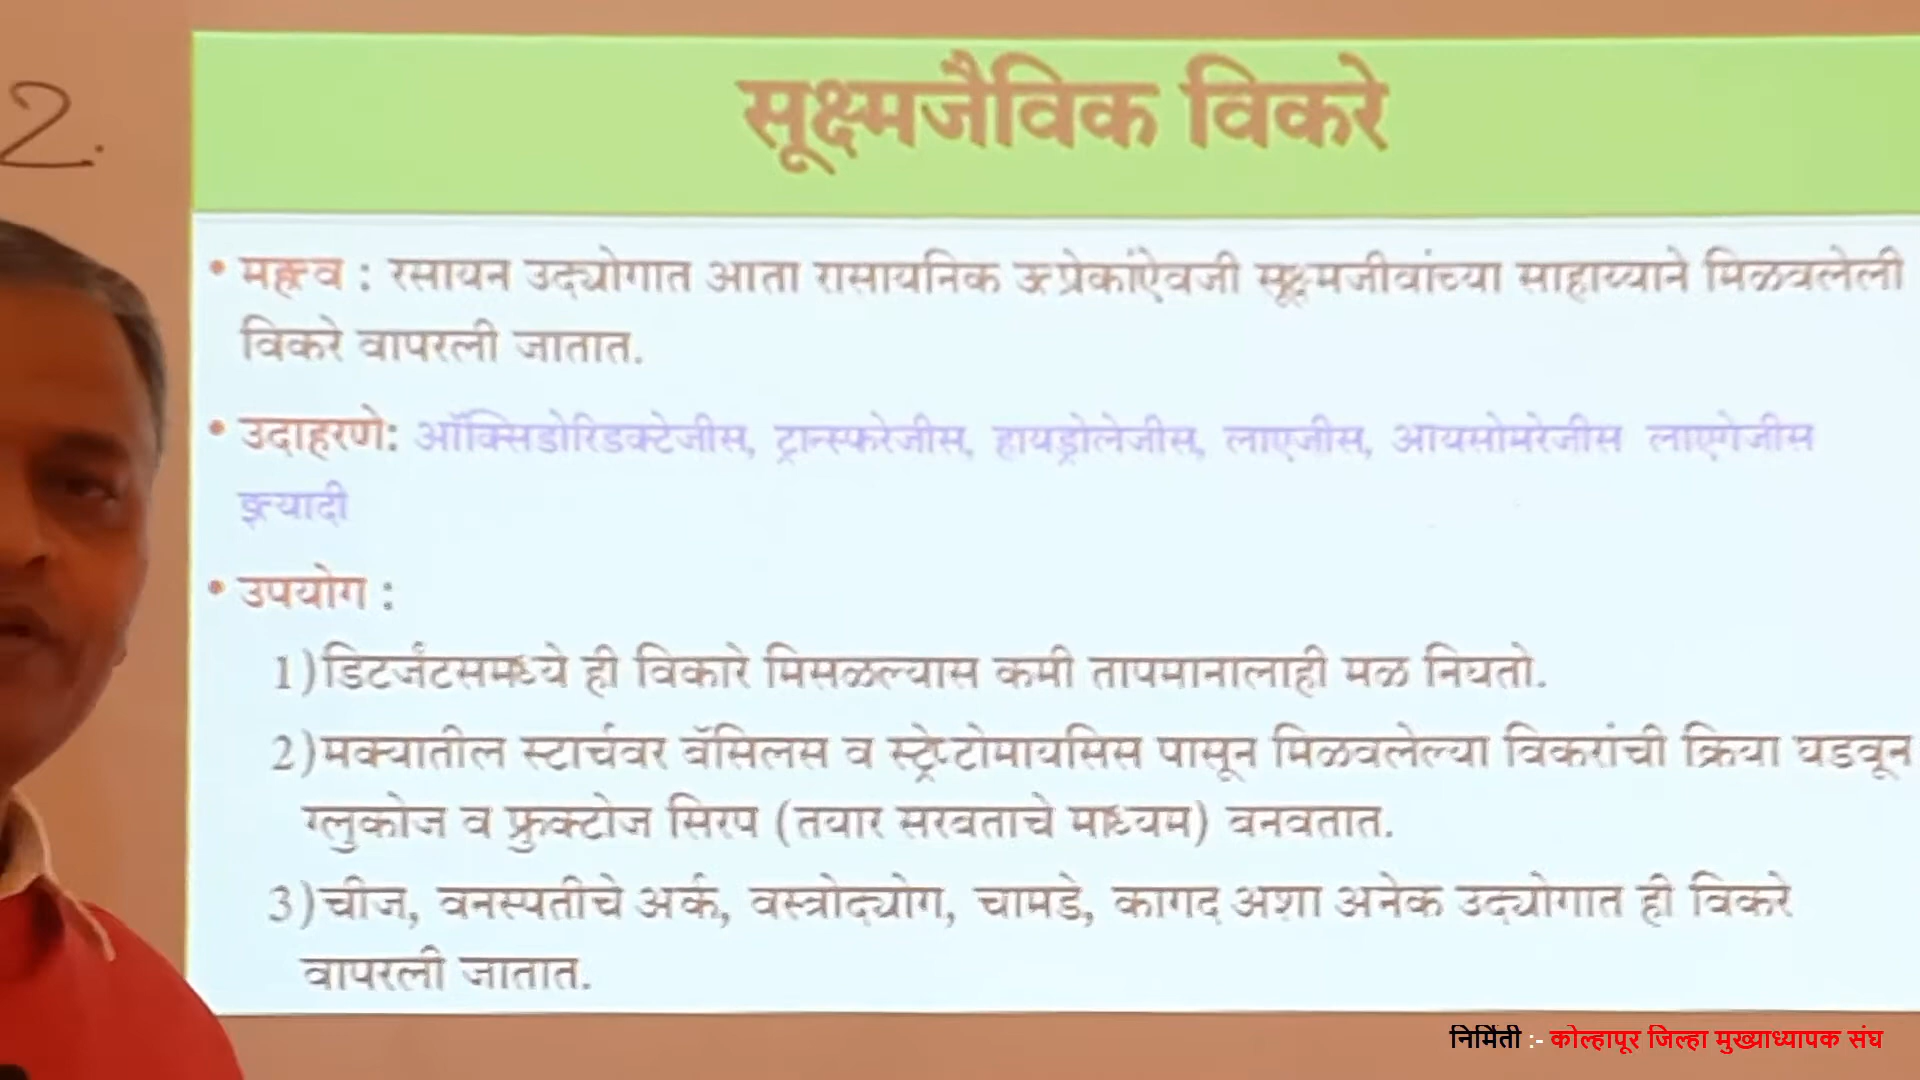 2.
सूक्ष्मजैविक विकरे
• महत्त्व : रसायन उद्योगात आता रासायनिक उत्प्रेरकांऐवजी सूक्ष्मजीवांच्या साहाय्याने मिळवलेली
विकरे वापरली जातात.
• उदाहरणे: ऑक्सिडोरिडक्टेजीस, ट्रान्स्फरेजीस, हायड्रोलेजीस, लाएजीस, आयसोमरेजीस लाएगेजीस
इत्यादी
• उपयोग :
1)डिटर्जंटसमध्ये ही विकारे मिसळल्यास कमी तापमानालाही मळ निघतो.
2)मक्यातील स्टार्चवर बॅसिलस व स्ट्रेप्टोमायसिस पासून मिळवलेल्या विकरांची क्रिया घडवून
ग्लुकोज व फ्रुक्टोज सिरप (तयार सरबताचे माध्यम) बनवतात.
3)चीज, वनस्पतीचे अर्क, वस्त्रोद्योग, चामडे, कागद अशा अनेक उद्योगात ही विकरे
वापरली जातात.
निर्मिती :- कोल्हापूर जिल्हा मुख्याध्यापक संघ